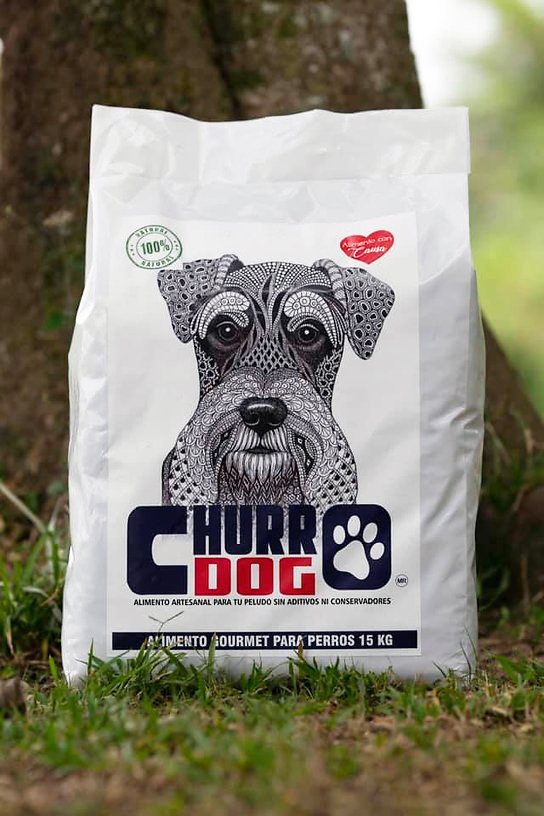 NATURAL
100%
NATURAL
Alimento con
Causa
CHURRO
DOG
MR
ALIMENTO ARTESANAL PARA TU PELUDO SIN ADITIVOS NI CONSERVADORES
ALIMENTO GOURMET PARA PERROS 15 KG